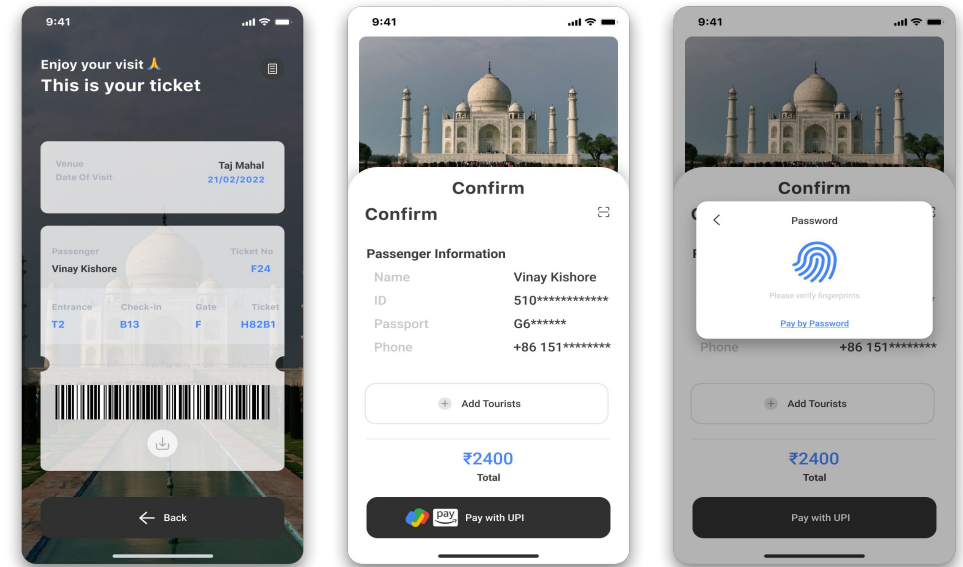 9:41
Enjoy your visit 🙏
This is your ticket
Venue Taj Mahal
Date Of Visit 21/02/2022
Passenger Ticket No
Vinay Kishore F24
Entrance Check-in Gate Ticket
T2 B13 F H82B1
Back
9:41
Confirm
Confirm
Passenger Information
Name Vinay Kishore
ID 510************
Passport G6******
Phone +86 151********
Add Tourists
₹2400
Total
pay Pay with UPI
9:41
Confirm
Password
Please verify fingerprints
Pay by Password
Phone +86 151********
Add Tourists
₹2400
Total
Pay with UPI